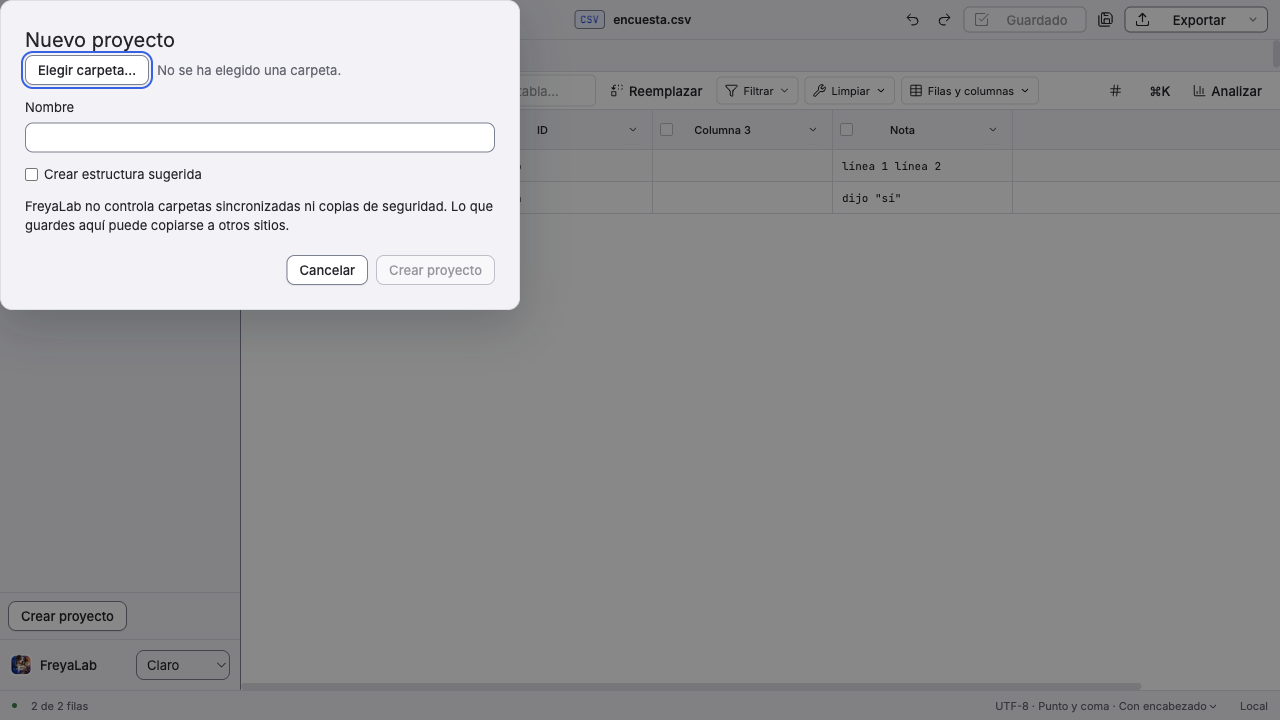 Nuevo proyecto
Elegir carpeta... No se ha elegido una carpeta.
Nombre
Crear estructura sugerida
FreyaLab no controla carpetas sincronizadas ni copias de seguridad. Lo que
guardes aquí puede copiarse a otros sitios.
Cancelar Crear proyecto
CSV encuesta.csv
Guardado
Exportar
tabla...
Reemplazar
Filtrar
Limpiar
Filas y columnas
# ⌘K Analizar
ID Columna 3 Nota
línea 1 línea 2
dijo "sí"
Crear proyecto
FreyaLab Claro
2 de 2 filas
UTF-8 · Punto y coma · Con encabezado Local